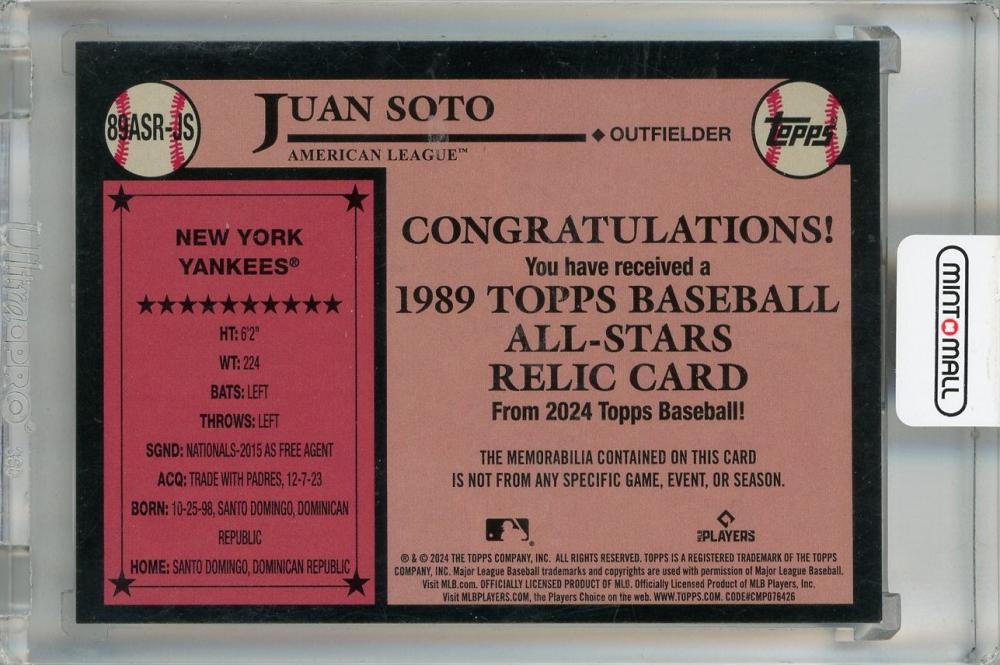 89ASR-JS
JUAN SOTO
◆ OUTFIELDER
AMERICAN LEAGUE™
Topps
NEW YORK
YANKEES®
★★★★★★★★★★
HT: 6'2"
WT: 224
BATS: LEFT
THROWS: LEFT
SGND: NATIONALS-2015 AS FREE AGENT
ACQ: TRADE WITH PADRES, 12-7-23
BORN: 10-25-98, SANTO DOMINGO, DOMINICAN
REPUBLIC
HOME: SANTO DOMINGO, DOMINICAN REPUBLIC
CONGRATULATIONS!
You have received a
1989 TOPPS BASEBALL
ALL-STARS
RELIC CARD
From 2024 Topps Baseball!
THE MEMORABILIA CONTAINED ON THIS CARD
IS NOT FROM ANY SPECIFIC GAME, EVENT, OR SEASON.
MLB PLAYERS
® & © 2024 THE TOPPS COMPANY, INC. ALL RIGHTS RESERVED. TOPPS IS A REGISTERED TRADEMARK OF THE TOPPS
COMPANY, INC. Major League Baseball trademarks and copyrights are used with permission of Major League Baseball.
Visit MLB.com. OFFICIALLY LICENSED PRODUCT OF MLB. Officially Licensed Product of MLB Players, Inc.
Visit MLBPLAYERS.COM, the Players Choice on the web. WWW.TOPPS.COM. CODE#CMP076426
MINT MALL
UltraPRO